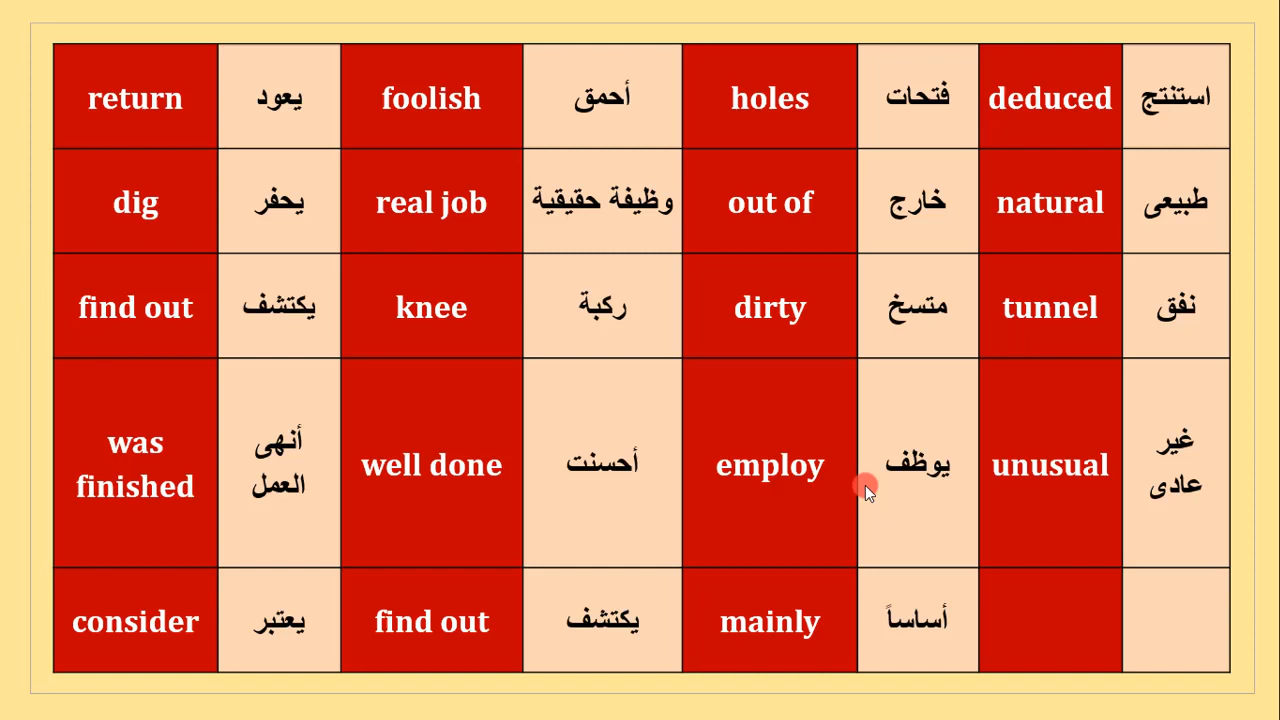 return يعود foolish أحمق holes فتحات deduced استنتج
dig يحفر real job وظيفة حقيقية out of خارج natural طبيعى
find out يكتشف knee ركبة dirty متسخ tunnel نفق
was
finished
أنهى
العمل
well done أحسنت employ يوظف unusual
غير
عادى
consider يعتبر find out يكتشف mainly أساساً